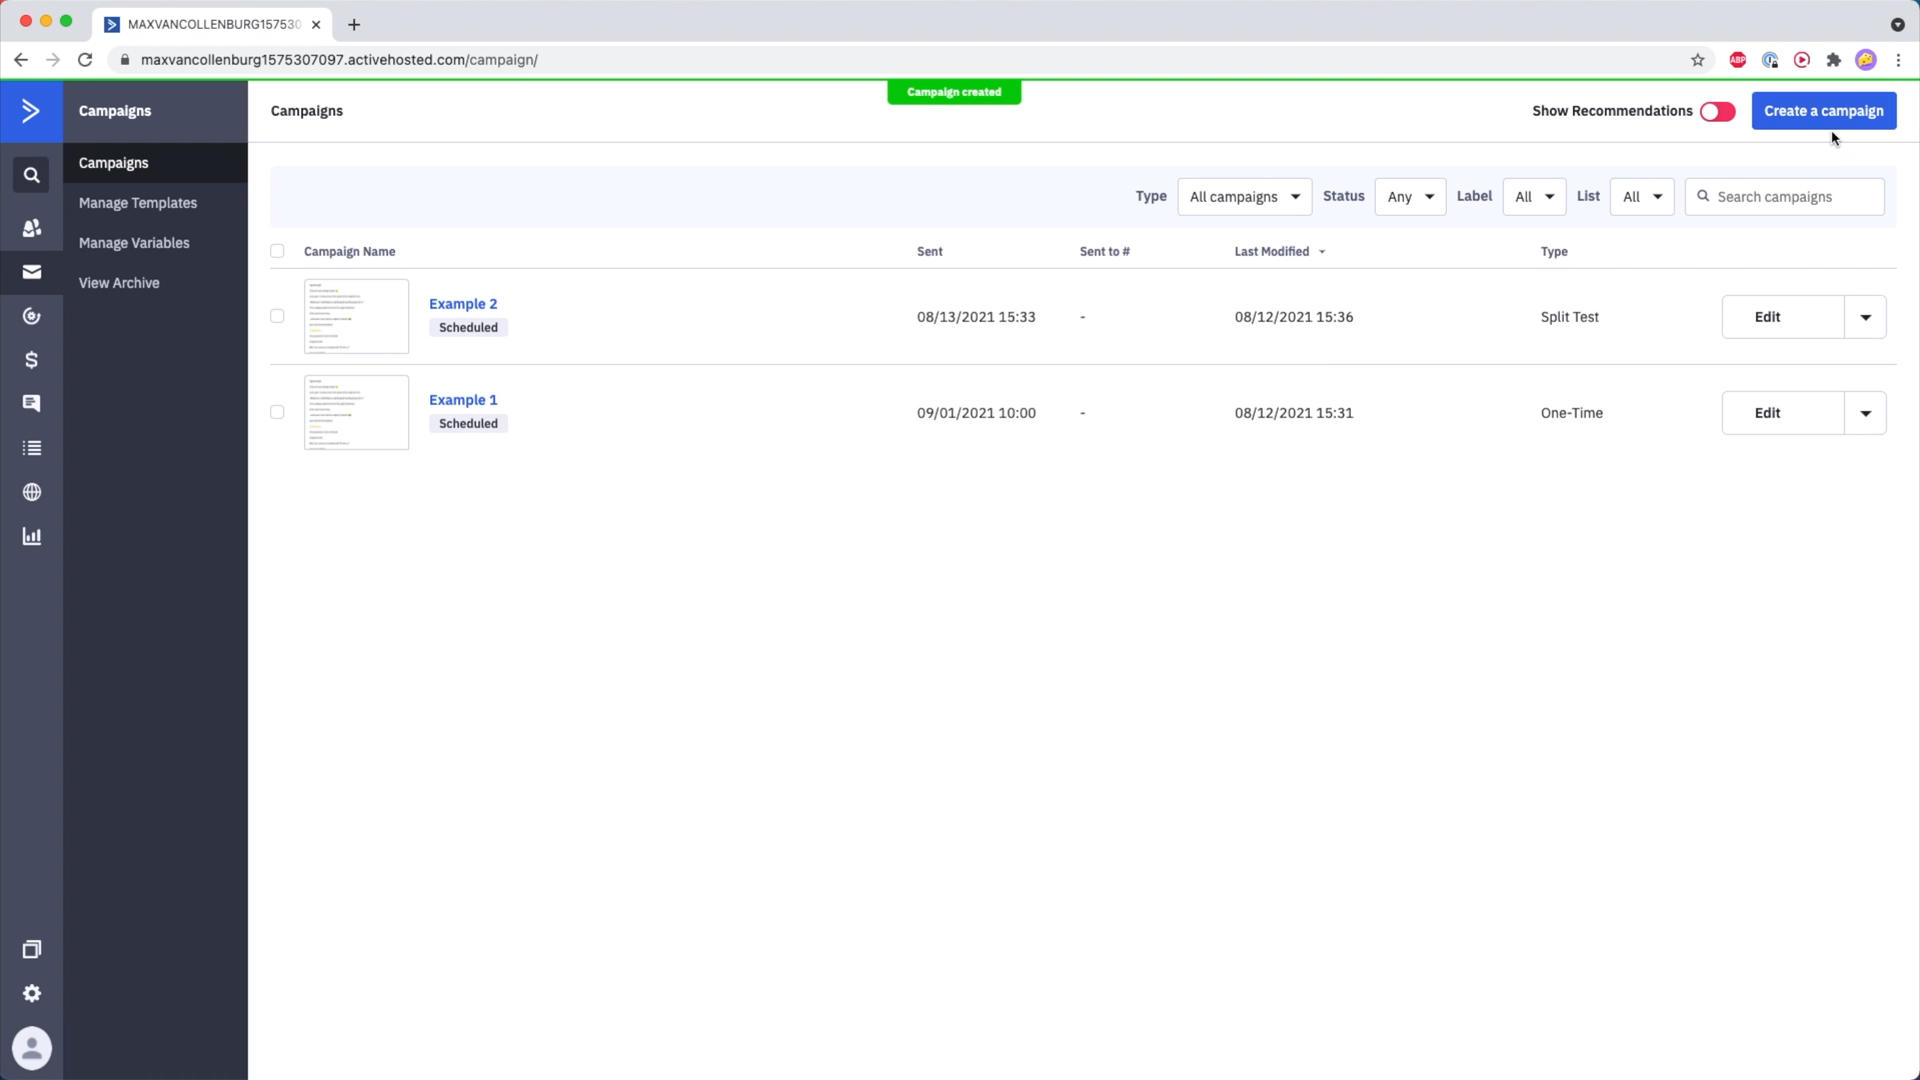 MAXVANCOLLENBURG157530
maxvancollenburg1575307097.activehosted.com/campaign/
ABP
Campaigns
Campaigns
Campaign created
Show Recommendations
Create a campaign
Campaigns
Manage Templates
Manage Variables
View Archive
Type
All campaigns
Status
Any
Label
All
List
All
Search campaigns
Campaign Name
Sent
Sent to #
Last Modified
Type
Example 2
Scheduled
08/13/2021 15:33
-
08/12/2021 15:36
Split Test
Edit
Example 1
Scheduled
09/01/2021 10:00
-
08/12/2021 15:31
One-Time
Edit